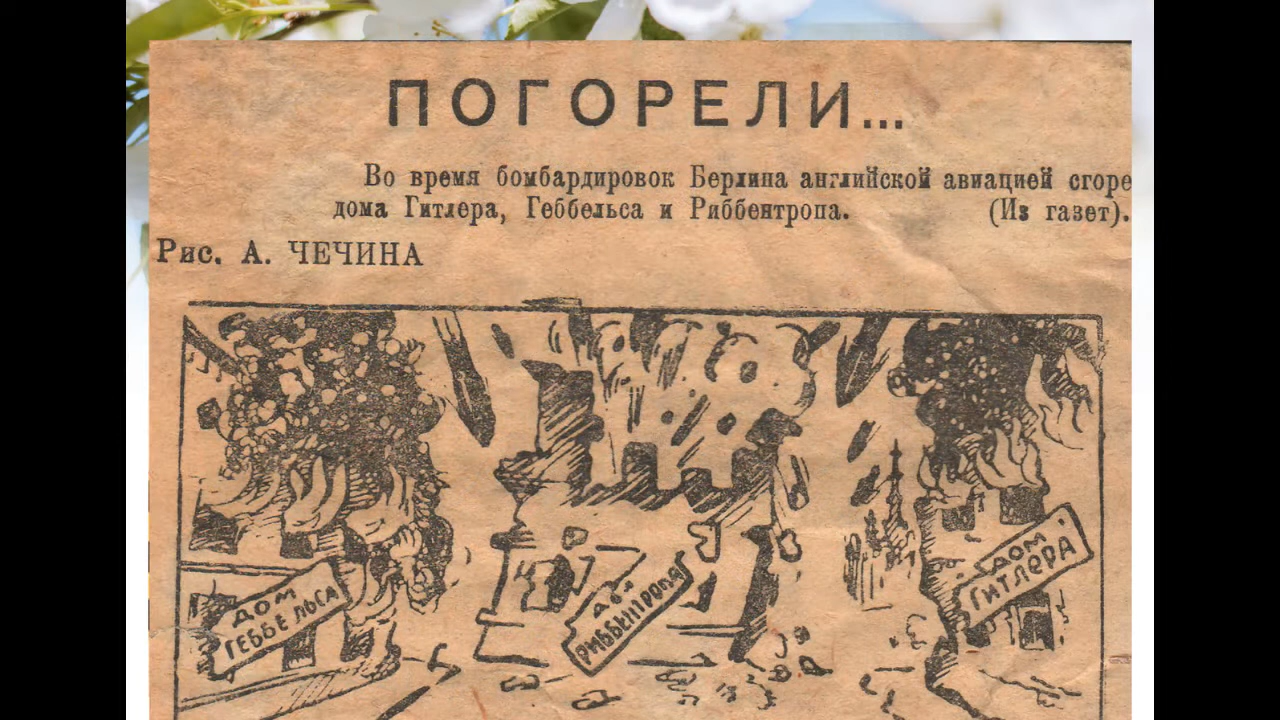 ПОГОРЕЛИ...
Во время бомбардировок Берлина английской авиацией сгоре
дома Гитлера, Геббельса и Риббентропа. (Из газет).
Рис. А. ЧЕЧИНА
ДОМ
ГЕББЕЛЬСА
ДОМ
РИББЕНТРОПА
ДОМ
ГИТЛЕРА